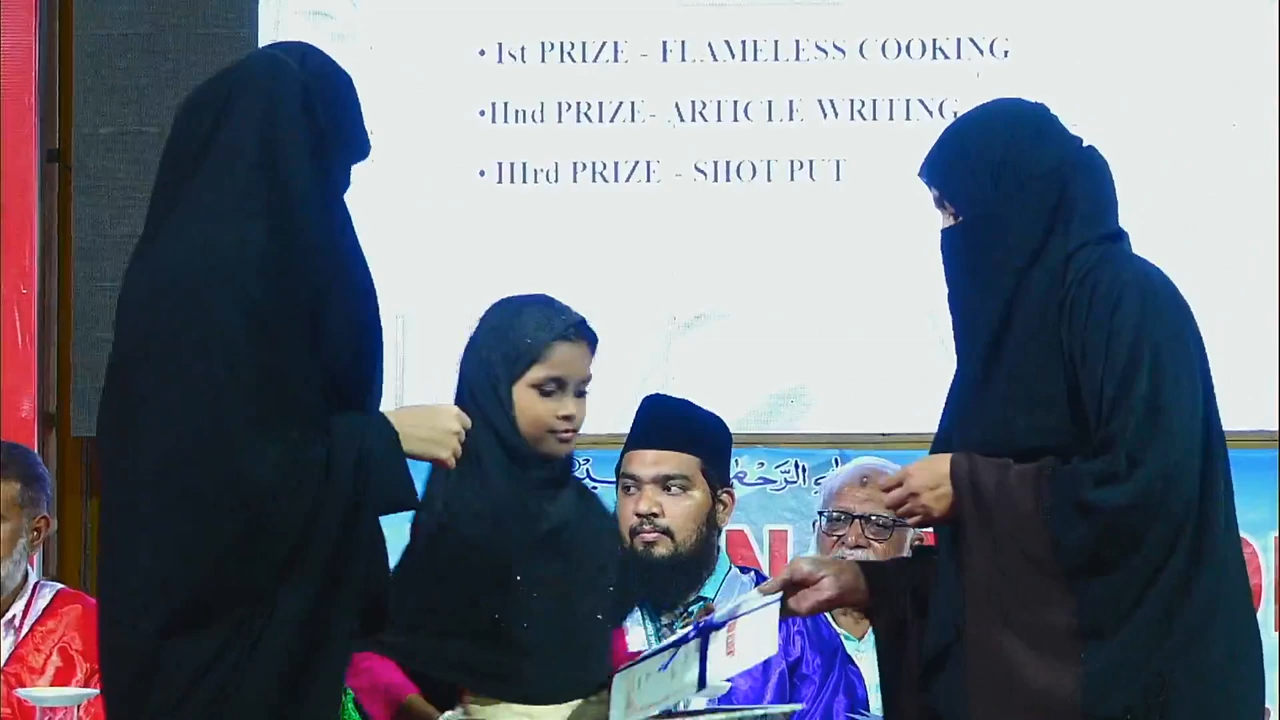 • Ist PRIZE - FLAMELESS COOKING
• IInd PRIZE- ARTICLE WRITING
• IIIrd PRIZE - SHOT PUT